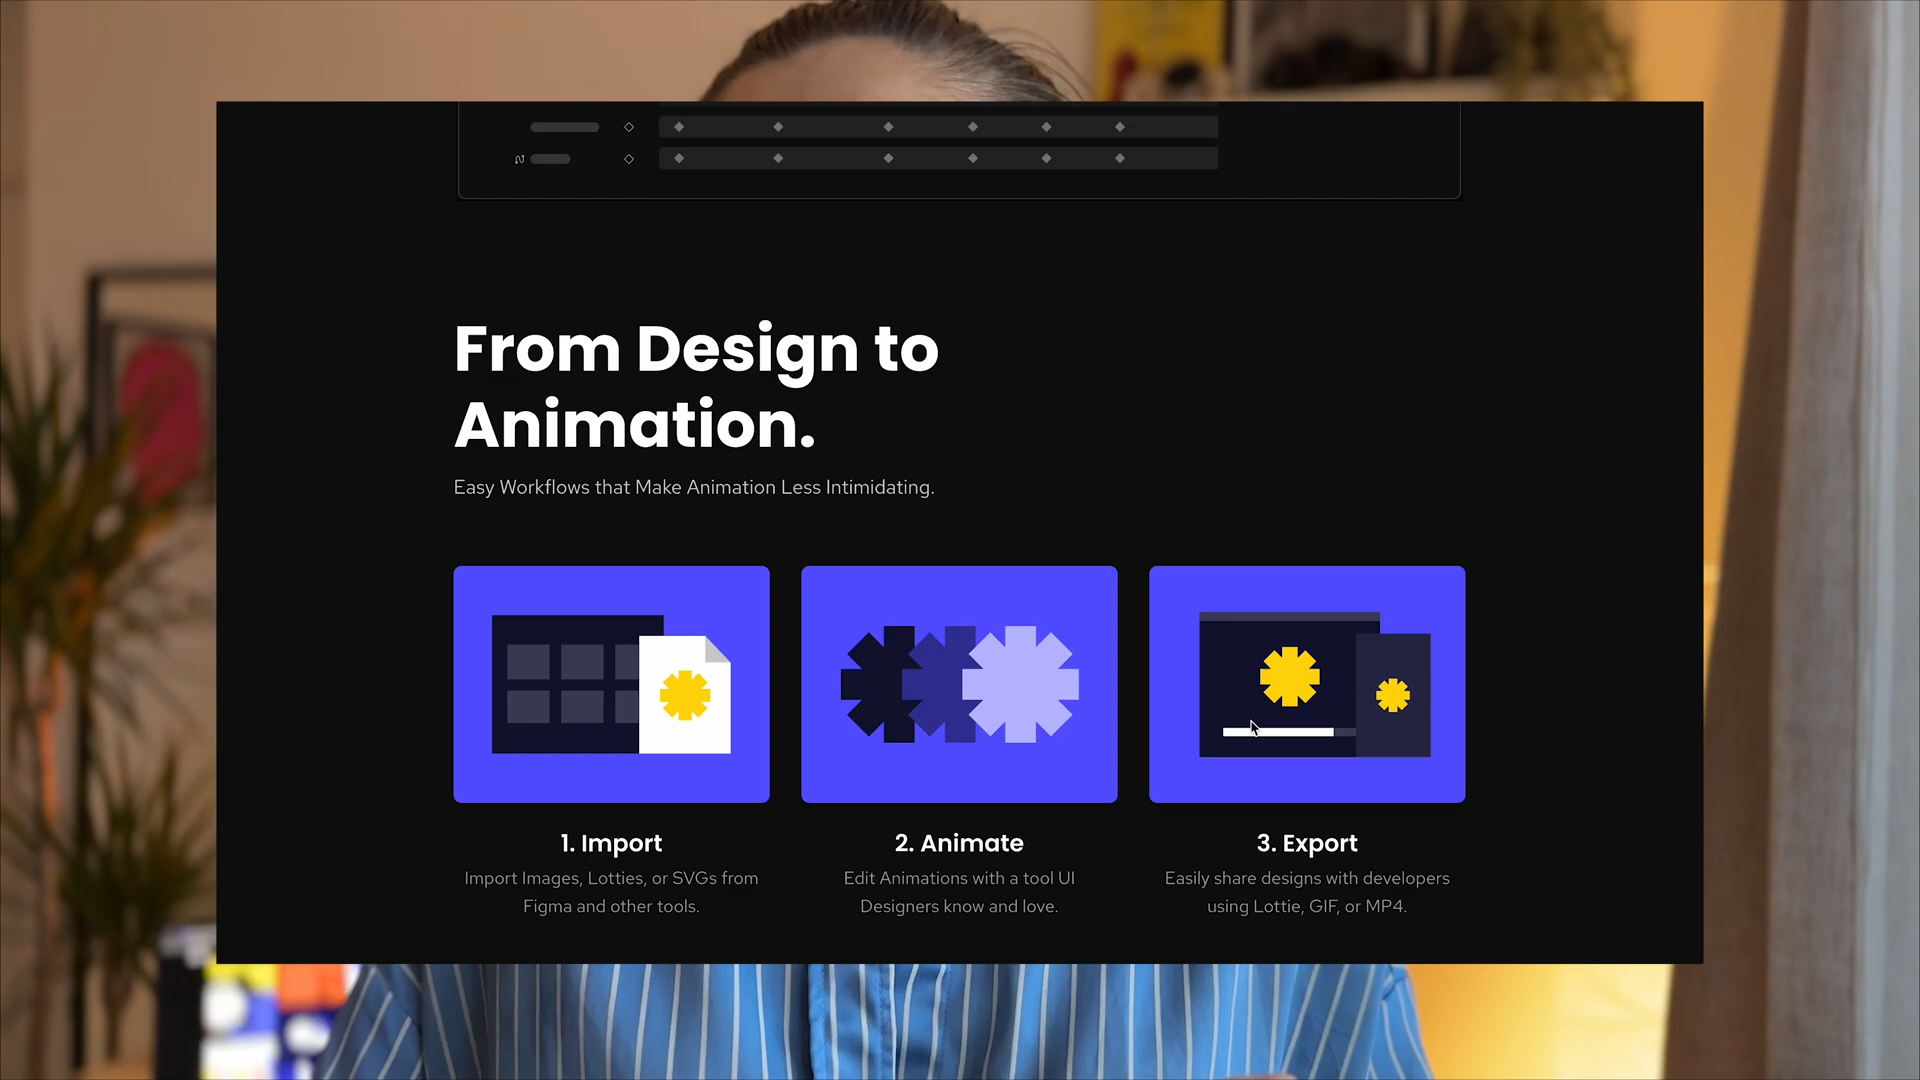 From Design to
Animation.
Easy Workflows that Make Animation Less Intimidating.
1. Import
Import Images, Lotties, or SVGs from
Figma and other tools.
2. Animate
Edit Animations with a tool UI
Designers know and love.
3. Export
Easily share designs with developers
using Lottie, GIF, or MP4.